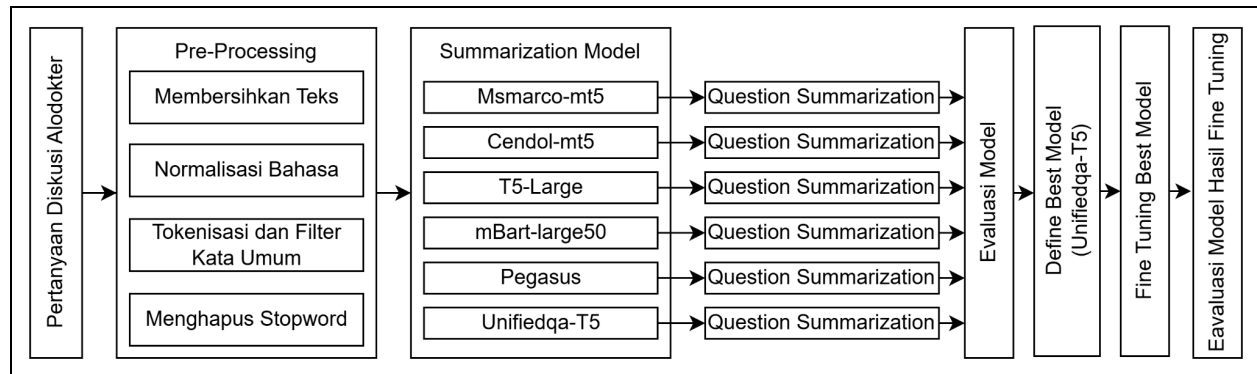 Pertanyaan Diskusi Alodokter
Pre-Processing
Membersihkan Teks
Normalisasi Bahasa
Tokenisasi dan Filter
Kata Umum
Menghapus Stopword
Summarization Model
Msmarco-mt5
Cendol-mt5
T5-Large
mBart-large50
Pegasus
Unifiedqa-T5
Question Summarization
Question Summarization
Question Summarization
Question Summarization
Question Summarization
Question Summarization
Evaluasi Model
Define Best Model
(Unifiedqa-T5)
Fine Tuning Best Model
Eavaluasi Model Hasil Fine Tuning